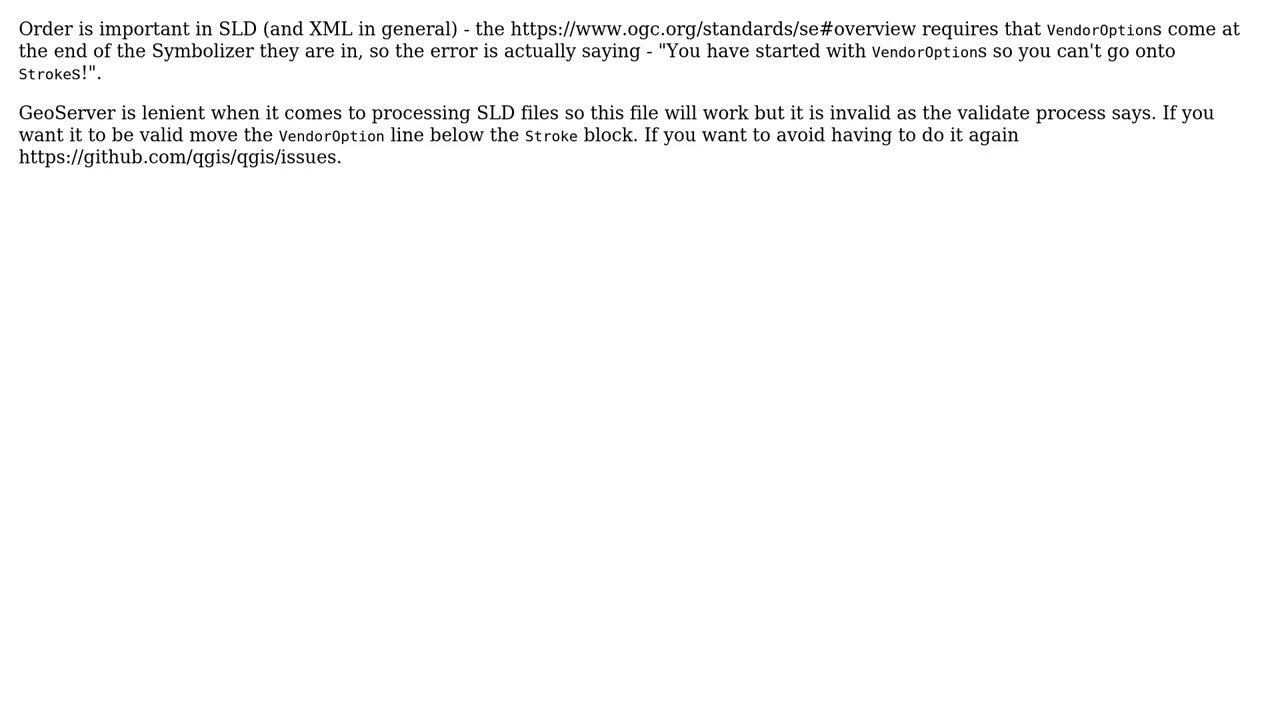 Order is important in SLD (and XML in general) - the https://www.ogc.org/standards/se#overview requires that VendorOptions come at
the end of the Symbolizer they are in, so the error is actually saying - "You have started with VendorOptions so you can't go onto
Strokes!".
GeoServer is lenient when it comes to processing SLD files so this file will work but it is invalid as the validate process says. If you
want it to be valid move the VendorOption line below the Stroke block. If you want to avoid having to do it again
https://github.com/qgis/qgis/issues.